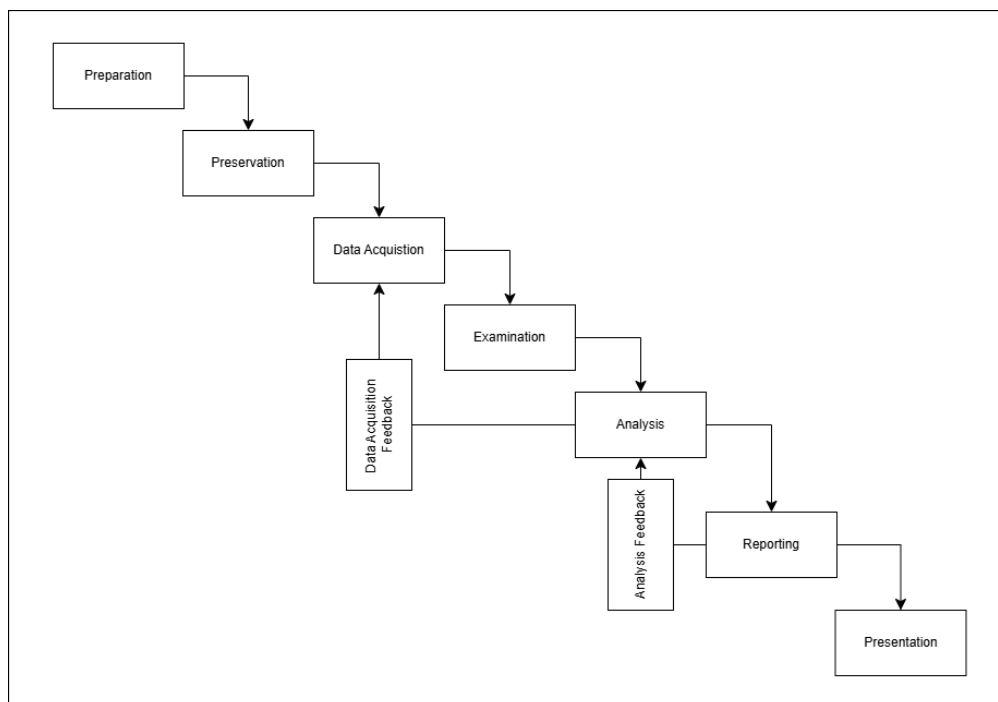 Preparation
Preservation
Data Acquistion
Examination
Data Acquisition
Feedback
Analysis
Analysis Feedback
Reporting
Presentation